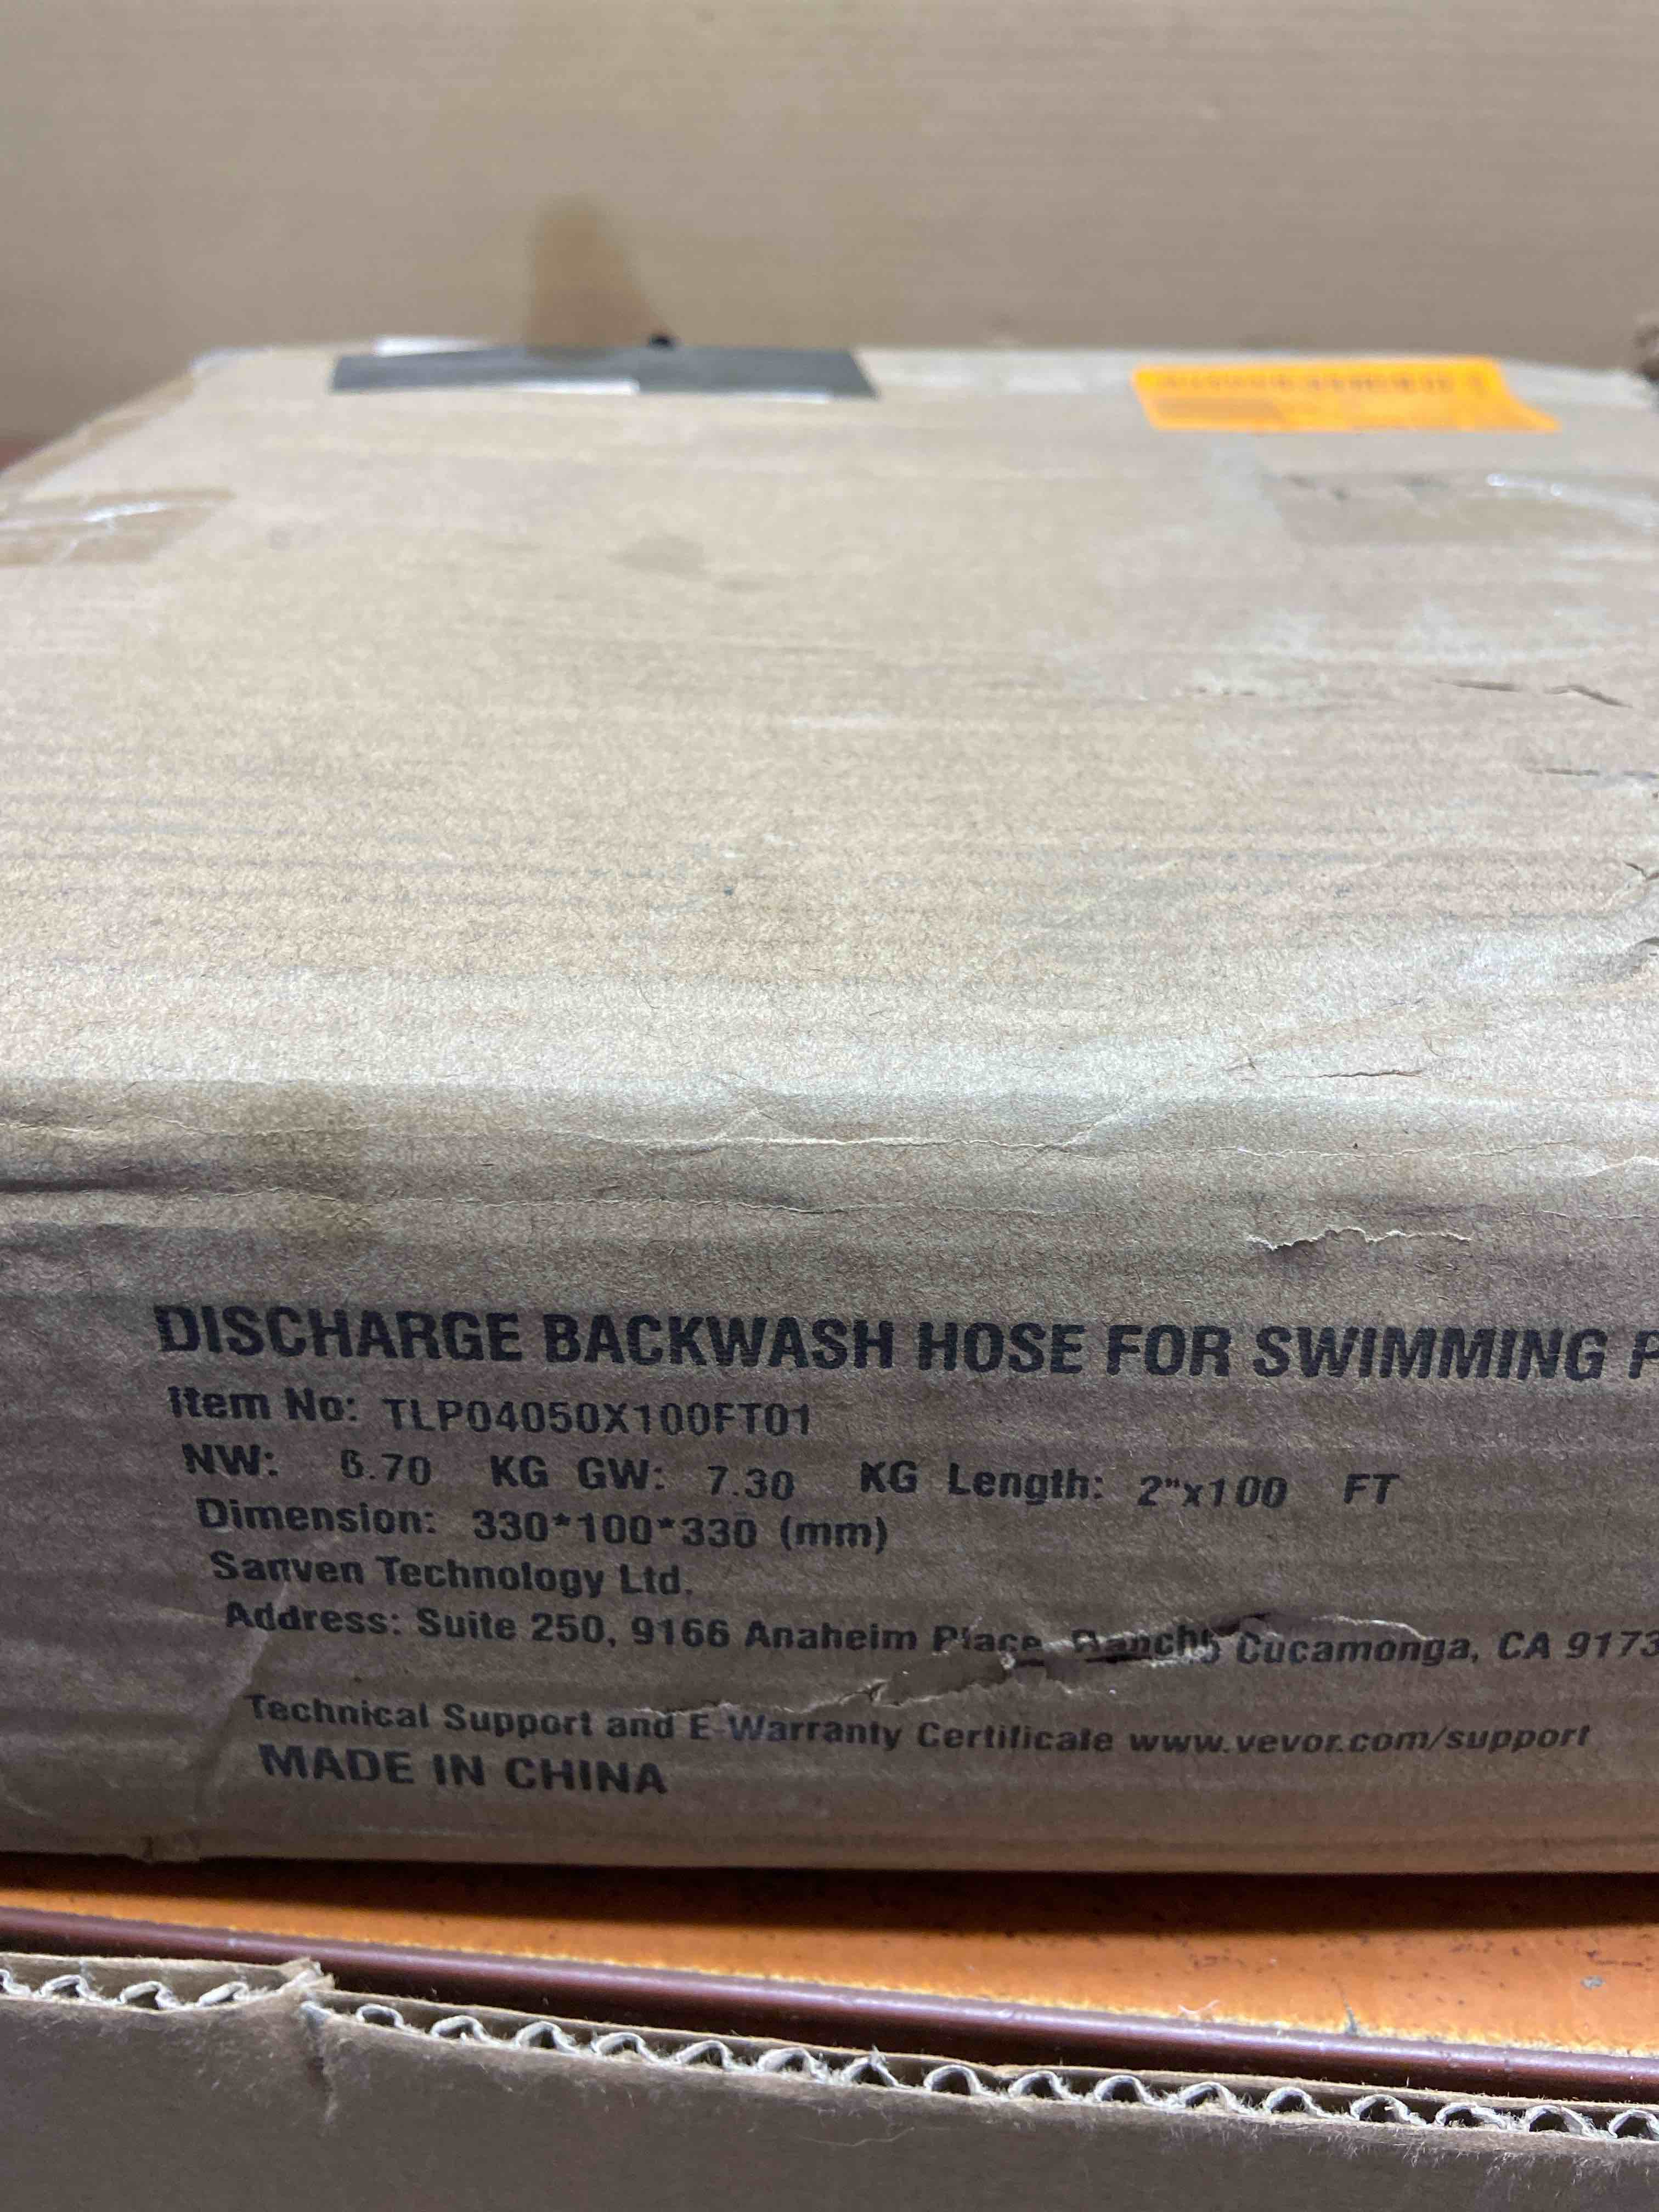 DISCHARGE BACKWASH HOSE FOR SWIMMING P
Item No: TLP04050X100FT01
NW: 6.70 KG GW: 7.30 KG Length: 2"x100 FT
Dimension: 330*100*330 (mm)
Sanven Technology Ltd.
Address: Suite 250, 9166 Anaheim Place, Rancho Cucamonga, CA 9173
Technical Support and E-Warranty Certificate www.vevor.com/support
MADE IN CHINA